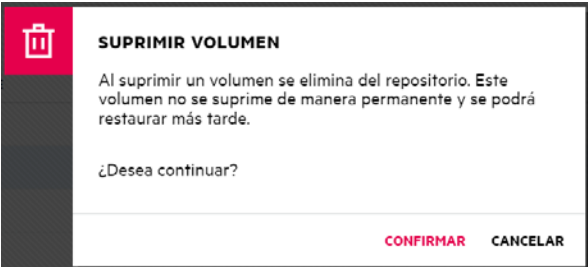 SUPRIMIR VOLUMEN
Al suprimir un volumen se elimina del repositorio. Este
volumen no se suprime de manera permanente y se podrá
restaurar más tarde.
¿Desea continuar?
CONFIRMAR CANCELAR